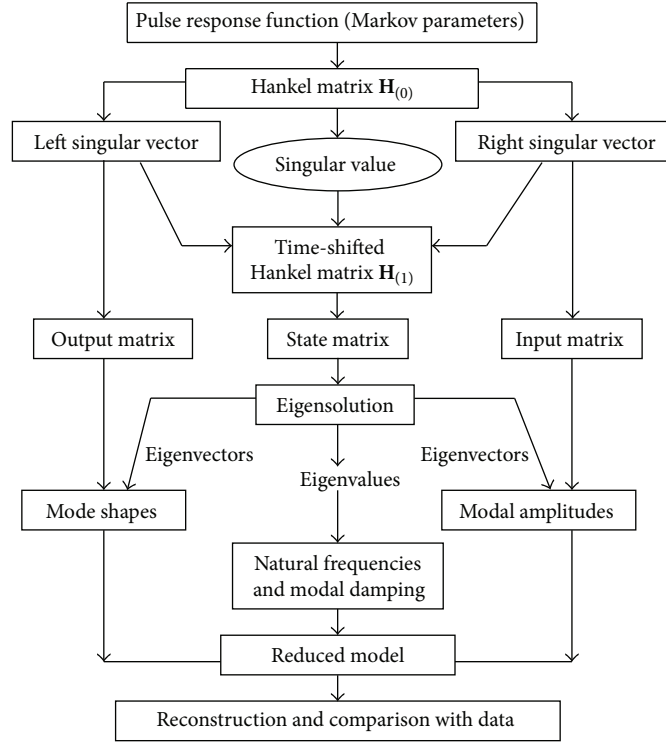 Pulse response function (Markov parameters)
Hankel matrix H(0)
Left singular vector
Singular value
Right singular vector
Time-shifted
Hankel matrix H(1)
Output matrix
State matrix
Input matrix
Eigensolution
Eigenvectors
Eigenvalues
Eigenvectors
Mode shapes
Modal amplitudes
Natural frequencies
and modal damping
Reduced model
Reconstruction and comparison with data